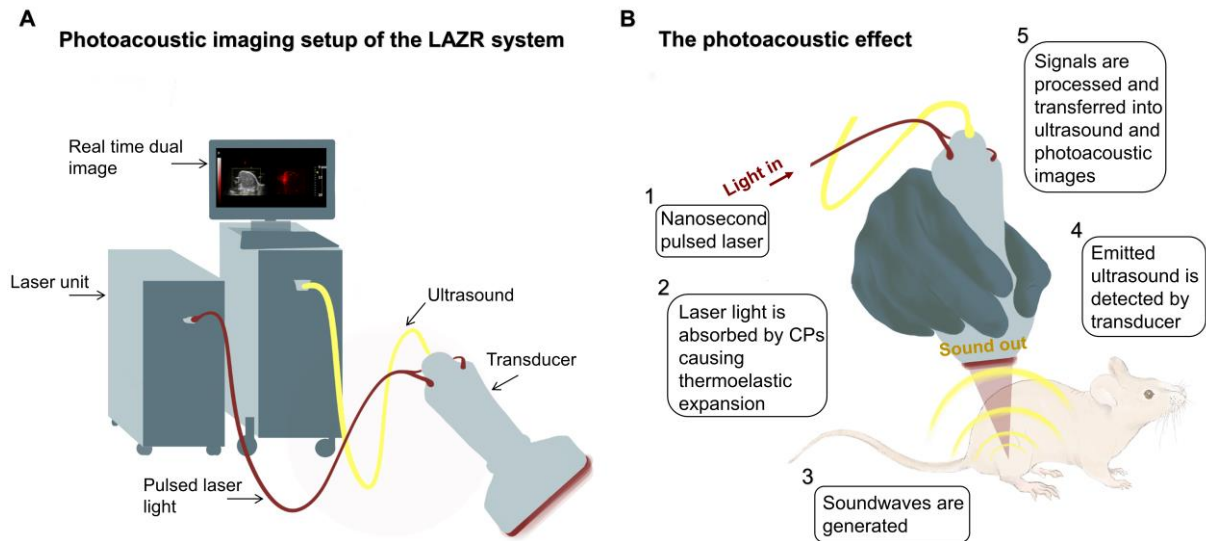 A
Photoacoustic imaging setup of the LAZR system
Real time dual
image
Laser unit
Ultrasound
Transducer
Pulsed laser
light
B
The photoacoustic effect
Light in
1
Nanosecond
pulsed laser
2
Laser light is
absorbed by CPs
causing
thermoelastic
expansion
3
Soundwaves are
generated
Sound out
4
Emitted
ultrasound is
detected by
transducer
5
Signals are
processed and
transferred into
ultrasound and
photoacoustic
images